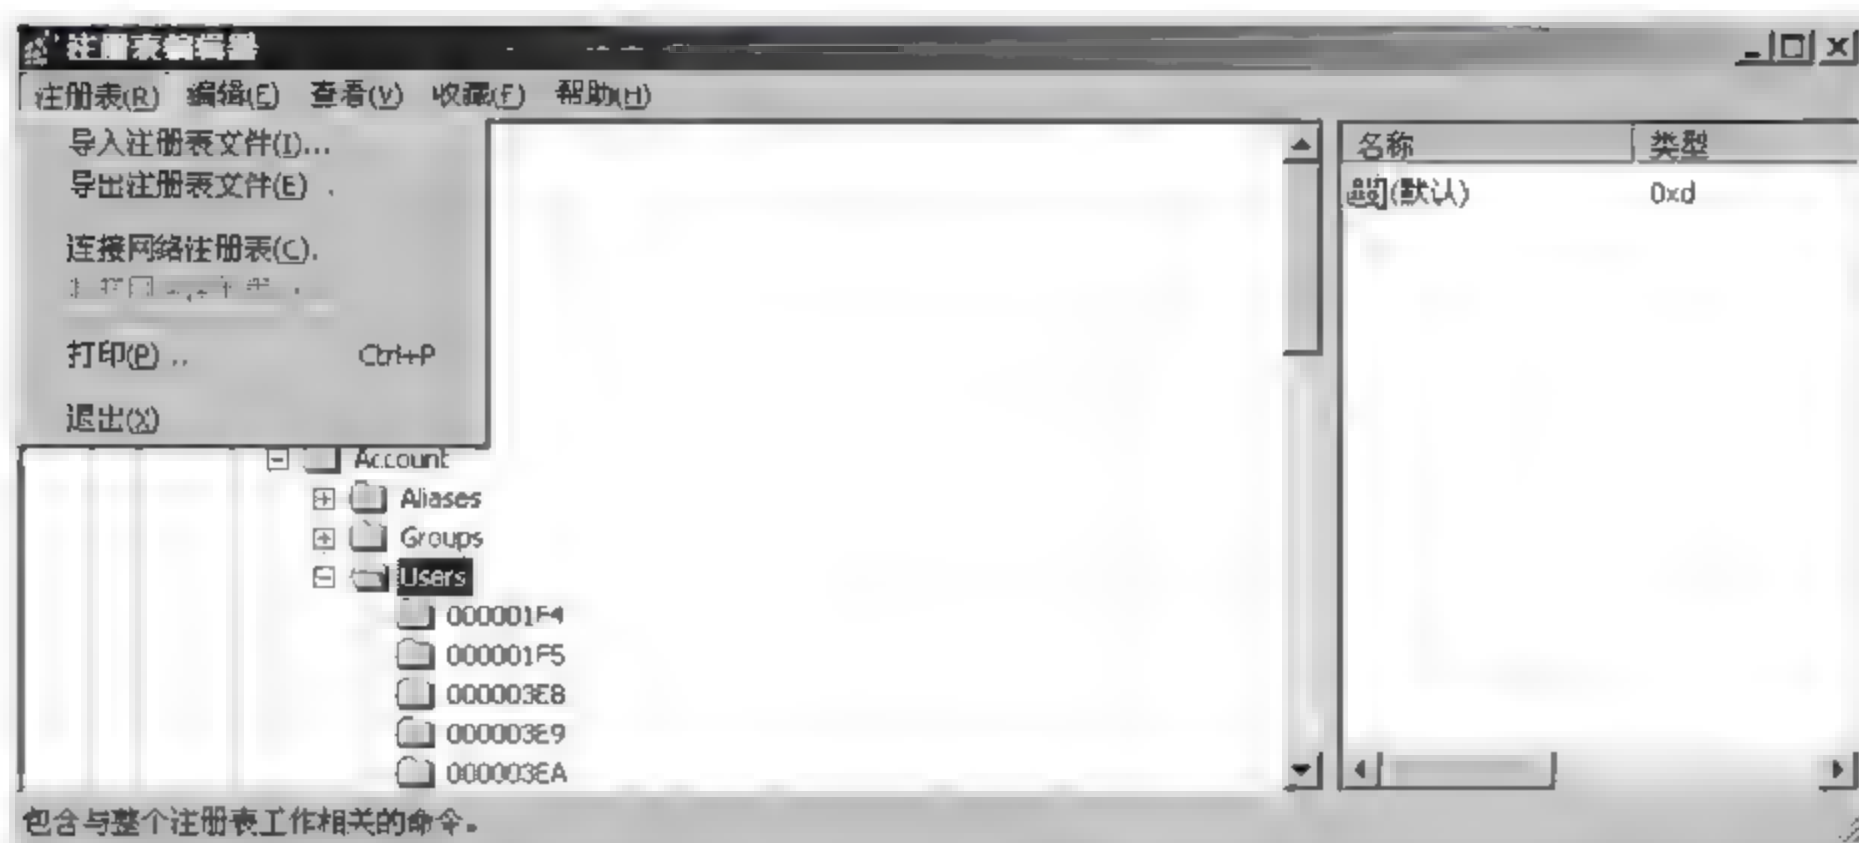 注册表编辑器
注册表(R) 编辑(E) 查看(V) 收藏(F) 帮助(H)
导入注册表文件(I)...
导出注册表文件(E)
连接网络注册表(C).
打印(P) .. Ctrl+P
退出(X)
Account
Aliases
Groups
Users
000001F4
000001F5
000003E8
000003E9
000003EA
名称 类型
(默认) 0xd
包含与整个注册表工作相关的命令。